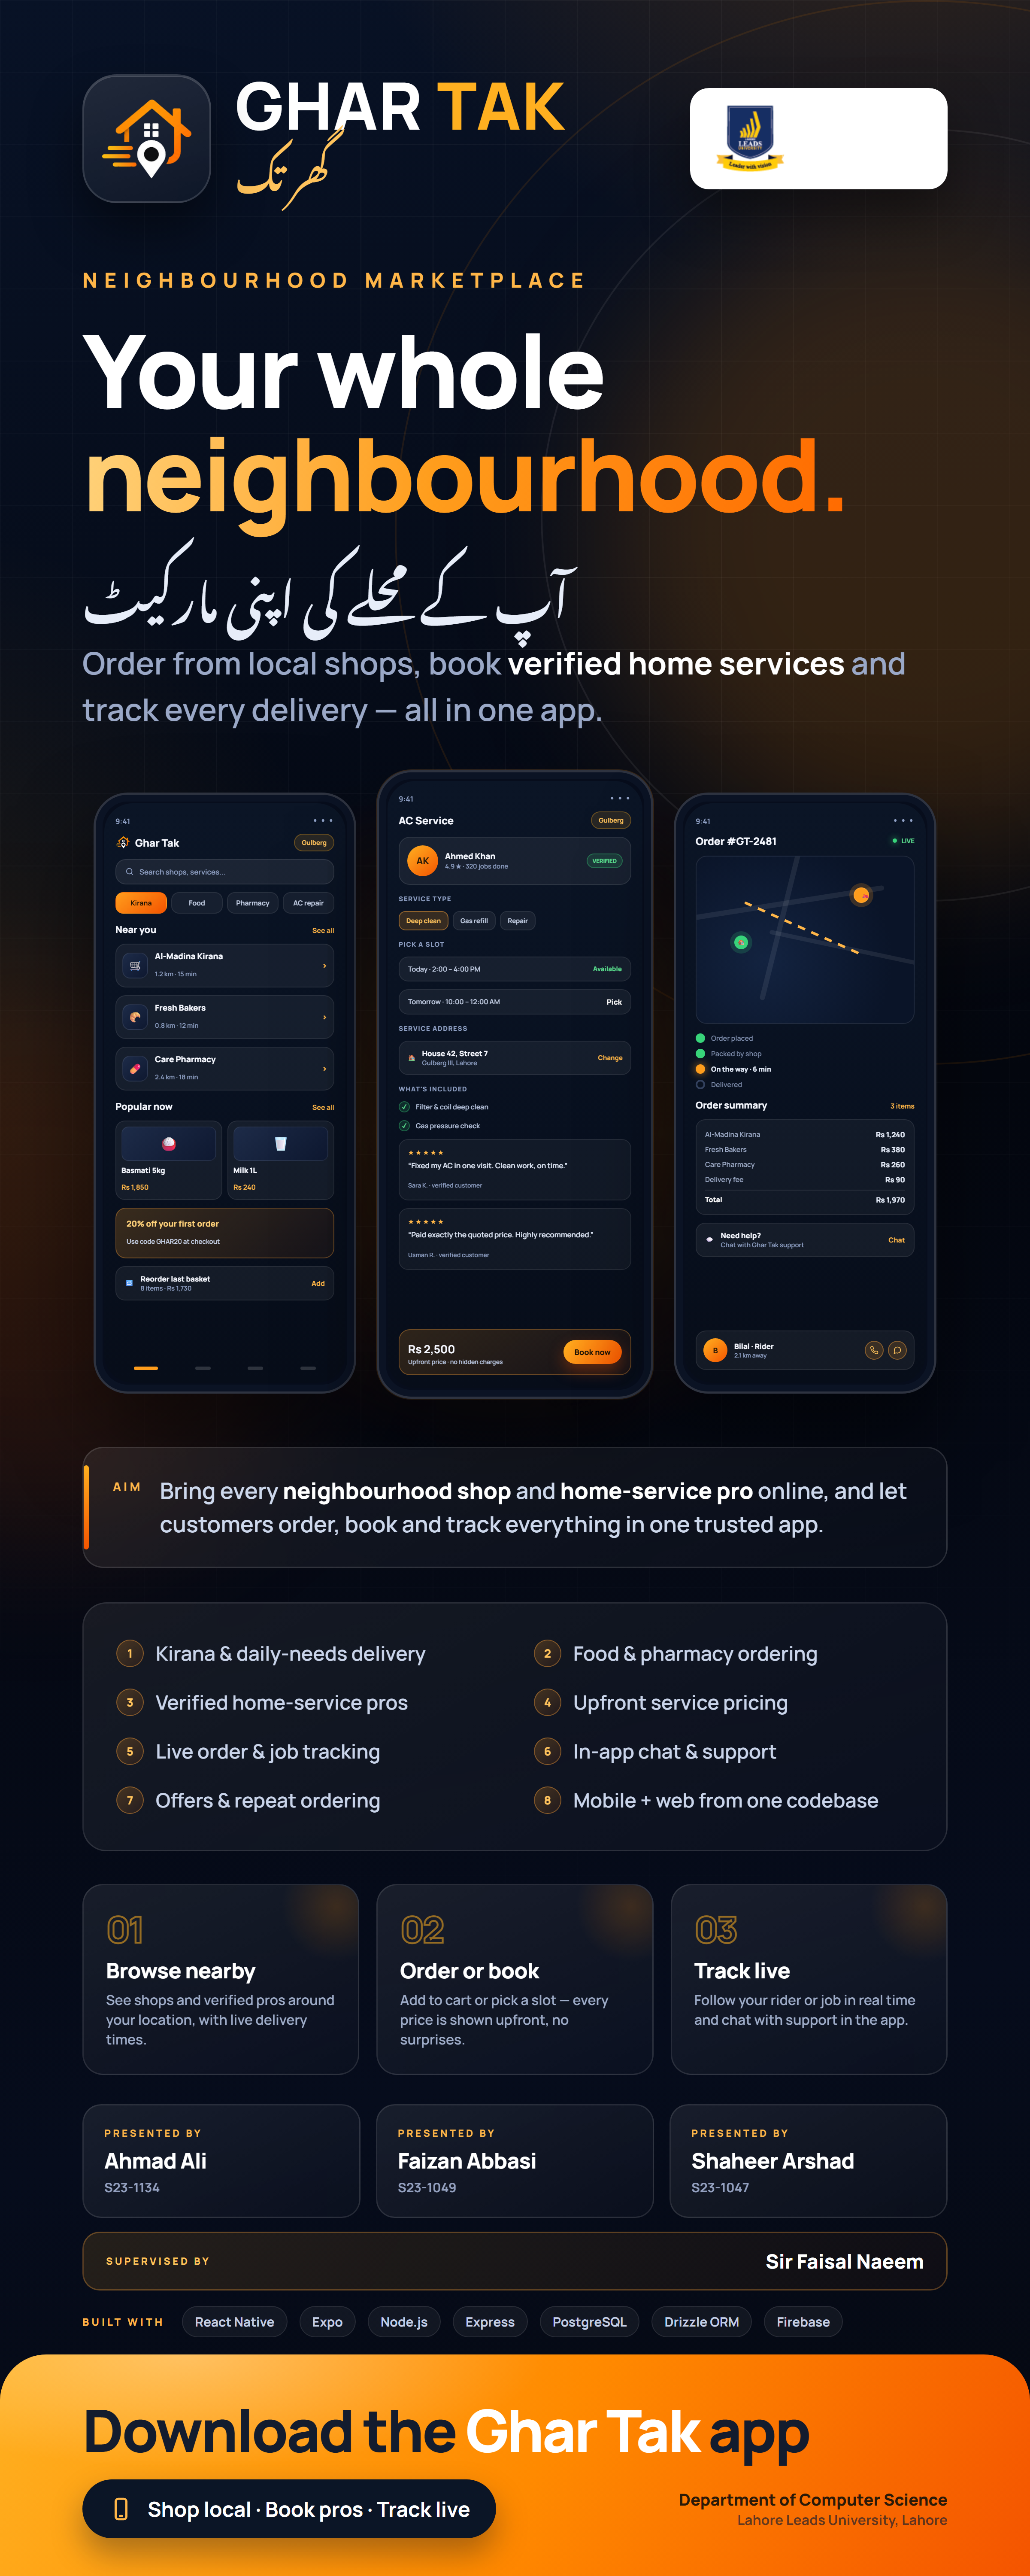 GHAR TAK
گھر تک
LEADS
UNIVERSITY
Leader with vision
NEIGHBOURHOOD MARKETPLACE
Your whole
neighbourhood.
آپ کے محلے کی اپنی مارکیٹ
Order from local shops, book verified home services and
track every delivery — all in one app.
9:41
Ghar Tak
Gulberg
Search shops, services...
Kirana
Food
Pharmacy
AC repair
Near you
See all
Al-Madina Kirana
1.2 km · 15 min
Fresh Bakers
0.8 km · 12 min
Care Pharmacy
2.4 km · 18 min
Popular now
See all
Basmati 5kg
Rs 1,850
Milk 1L
Rs 240
20% off your first order
Use code GHAR20 at checkout
Reorder last basket
8 items · Rs 1,730
Add
9:41
AC Service
Gulberg
AK
Ahmed Khan
4.9 ★ · 320 jobs done
VERIFIED
SERVICE TYPE
Deep clean
Gas refill
Repair
PICK A SLOT
Today · 2:00 – 4:00 PM
Available
Tomorrow · 10:00 – 12:00 AM
Pick
SERVICE ADDRESS
House 42, Street 7
Gulberg III, Lahore
Change
WHAT'S INCLUDED
✓ Filter & coil deep clean
✓ Gas pressure check
★★★★★
"Fixed my AC in one visit. Clean work, on time."
Sara K. · verified customer
★★★★★
"Paid exactly the quoted price. Highly recommended."
Usman R. · verified customer
Rs 2,500
Upfront price · no hidden charges
Book now
9:41
Order #GT-2481
LIVE
Order placed
Packed by shop
On the way · 6 min
Delivered
Order summary
3 items
Al-Madina Kirana Rs 1,240
Fresh Bakers Rs 380
Care Pharmacy Rs 260
Delivery fee Rs 90
Total Rs 1,970
Need help?
Chat with Ghar Tak support
Chat
B
Bilal · Rider
2.1 km away
AIM
Bring every neighbourhood shop and home-service pro online, and let
customers order, book and track everything in one trusted app.
1 Kirana & daily-needs delivery
2 Food & pharmacy ordering
3 Verified home-service pros
4 Upfront service pricing
5 Live order & job tracking
6 In-app chat & support
7 Offers & repeat ordering
8 Mobile + web from one codebase
01
Browse nearby
See shops and verified pros around
your location, with live delivery
times.
02
Order or book
Add to cart or pick a slot — every
price is shown upfront, no
surprises.
03
Track live
Follow your rider or job in real time
and chat with support in the app.
PRESENTED BY
Ahmad Ali
S23-1134
PRESENTED BY
Faizan Abbasi
S23-1049
PRESENTED BY
Shaheer Arshad
S23-1047
SUPERVISED BY
Sir Faisal Naeem
BUILT WITH
React Native
Expo
Node.js
Express
PostgreSQL
Drizzle ORM
Firebase
Download the Ghar Tak app
Shop local · Book pros · Track live
Department of Computer Science
Lahore Leads University, Lahore